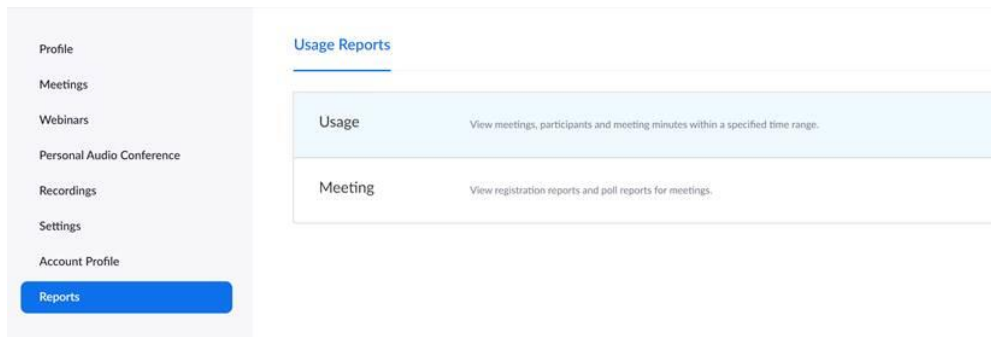 Profile
Meetings
Webinars
Personal Audio Conference
Recordings
Settings
Account Profile
Reports
Usage Reports
Usage View meetings, participants and meeting minutes within a specified time range.
Meeting View registration reports and poll reports for meetings.